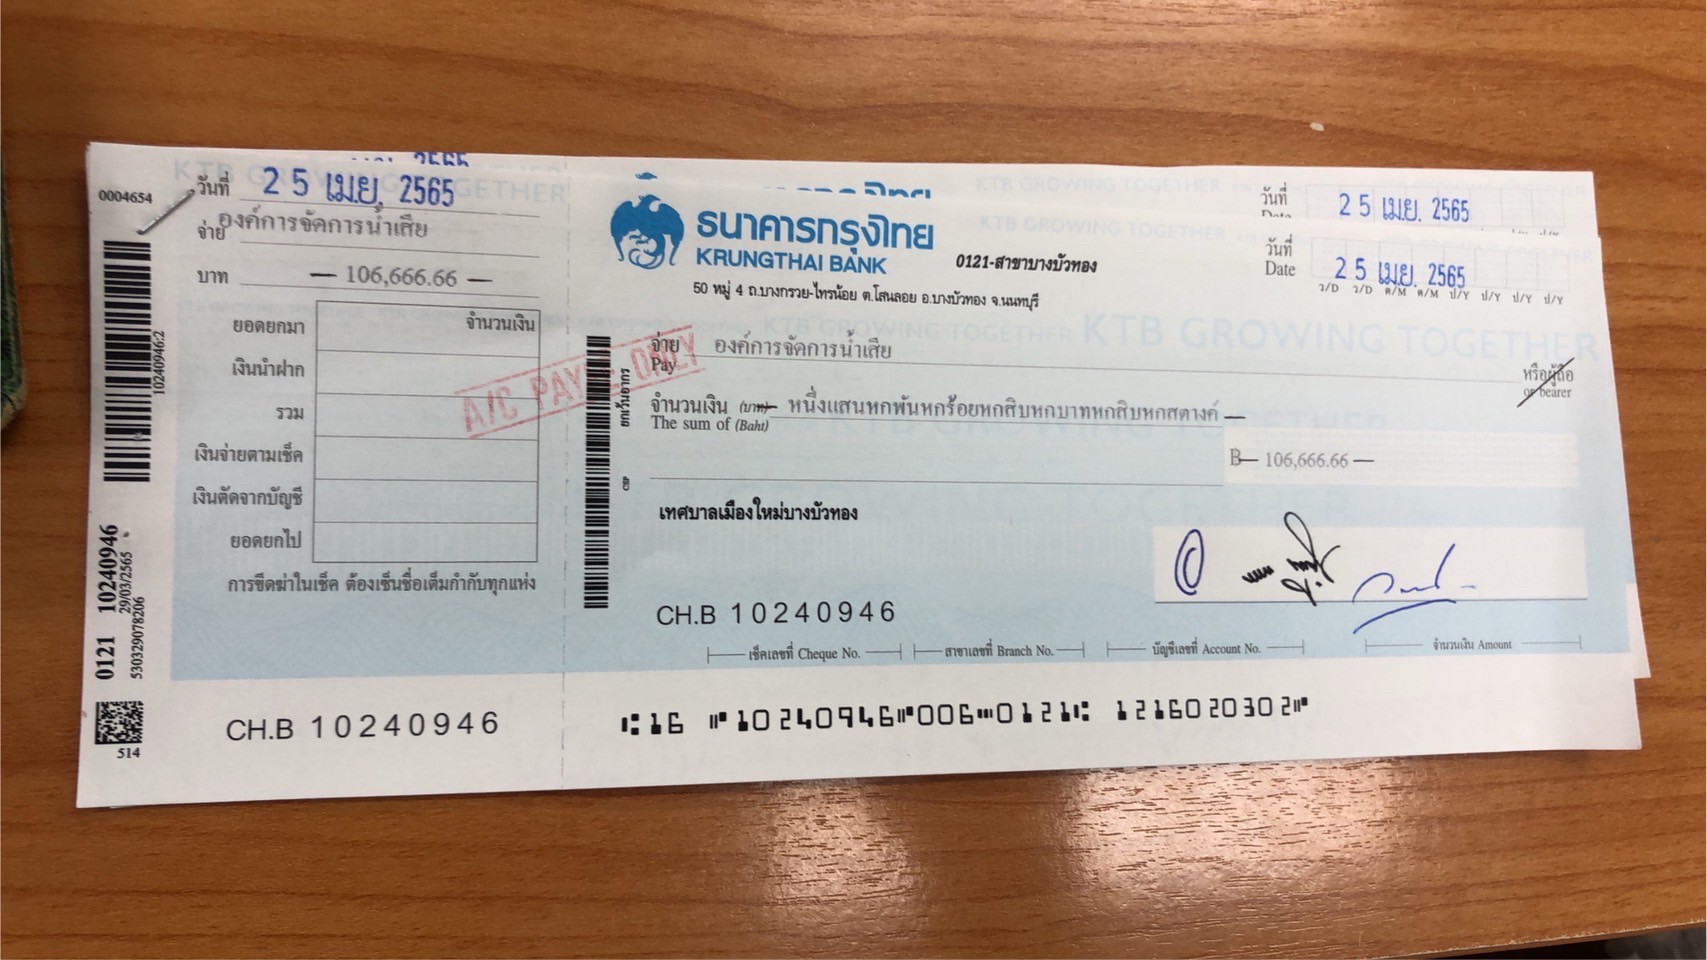 0004654
วันที่ 25 เม.ย. 2565
จ่าย องค์การจัดการน้ำเสีย
บาท — 106,666.66 —
จำนวนเงิน
ยอดยกมา
เงินนำฝาก
รวม
เงินจ่ายตามเช็ค
เงินตัดจากบัญชี
ยอดยกไป
การขีดฆ่าในเช็ค ต้องเซ็นชื่อเต็มกำกับทุกแห่ง
CH.B 10240946
10240946:2
0121 10240946
29/03/2565
530329078206
514
วันที่ 25 เม.ย. 2565
ธนาคารกรุงไทย
KRUNGTHAI BANK
0121-สาขาบางบัวทอง
50 หมู่ 4 ถ.บางกรวย-ไทรน้อย ต.โสนลอย อ.บางบัวทอง จ.นนทบุรี
วันที่
Date 25 เม.ย. 2565
ว/D ว/D ด/M ด/M ป/Y ป/Y ป/Y ป/Y
KTB GROWING TOGETHER
A/C PAYEE ONLY
ยกเว้นอากร
จ่าย องค์การจัดการน้ำเสีย
Pay
หรือผู้ถือ
or bearer
จำนวนเงิน (บาท) — หนึ่งแสนหกพันหกร้อยหกสิบหกบาทหกสิบหกสตางค์ —
The sum of (Baht)
B— 106,666.66 —
เทศบาลเมืองใหม่บางบัวทอง
CH.B 10240946
เช็คเลขที่ Cheque No. สาขาเลขที่ Branch No. บัญชีเลขที่ Account No. จำนวนเงิน Amount
⑆16 ⑈10240946⑈006⑉0121⑆ 1216020302⑈